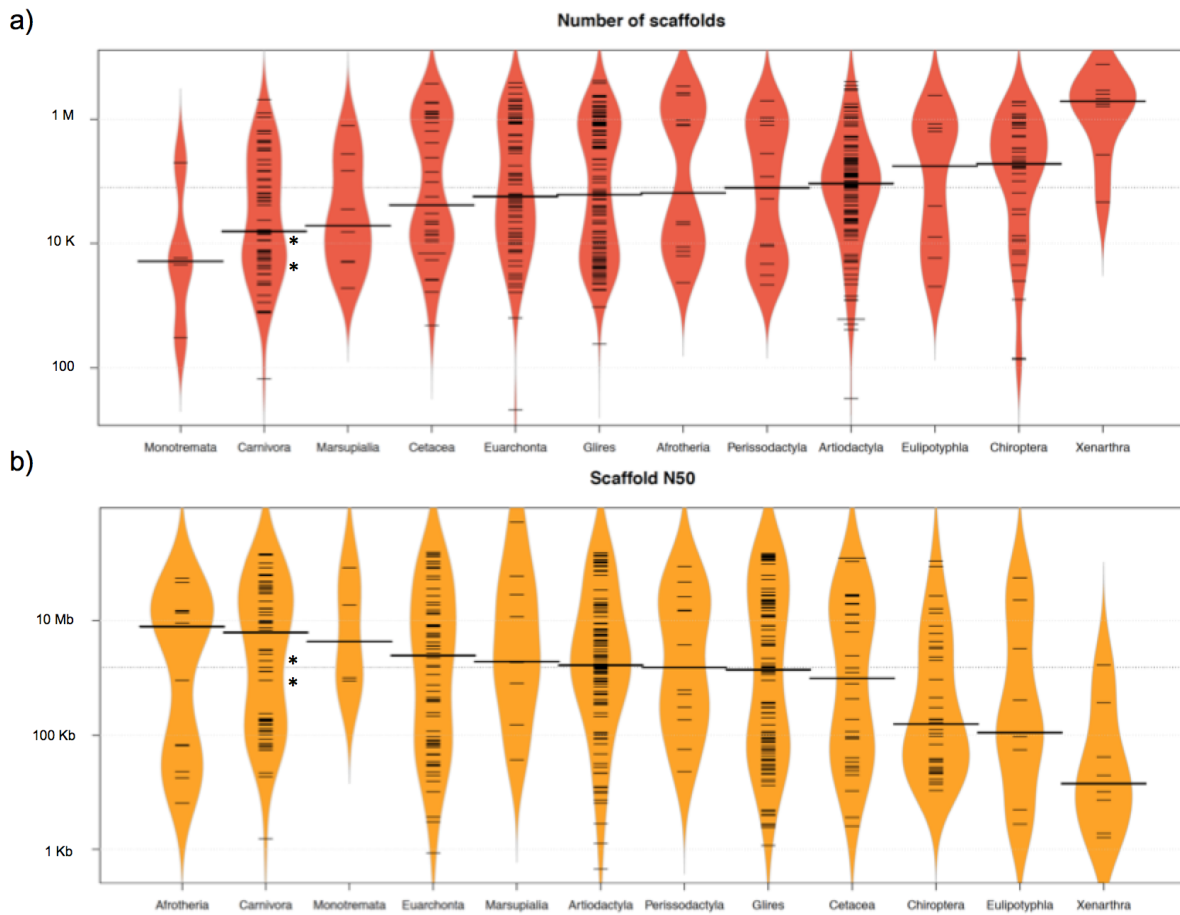 a)
Number of scaffolds
1 M
10 K
100
Monotremata Carnivora Marsupialia Cetacea Euarchonta Glires Afrotheria Perissodactyla Artiodactyla Eulipotyphla Chiroptera Xenarthra
*
*
b)
Scaffold N50
10 Mb
100 Kb
1 Kb
*
*
Afrotheria Carnivora Monotremata Euarchonta Marsupialia Artiodactyla Perissodactyla Glires Cetacea Chiroptera Eulipotyphla Xenarthra